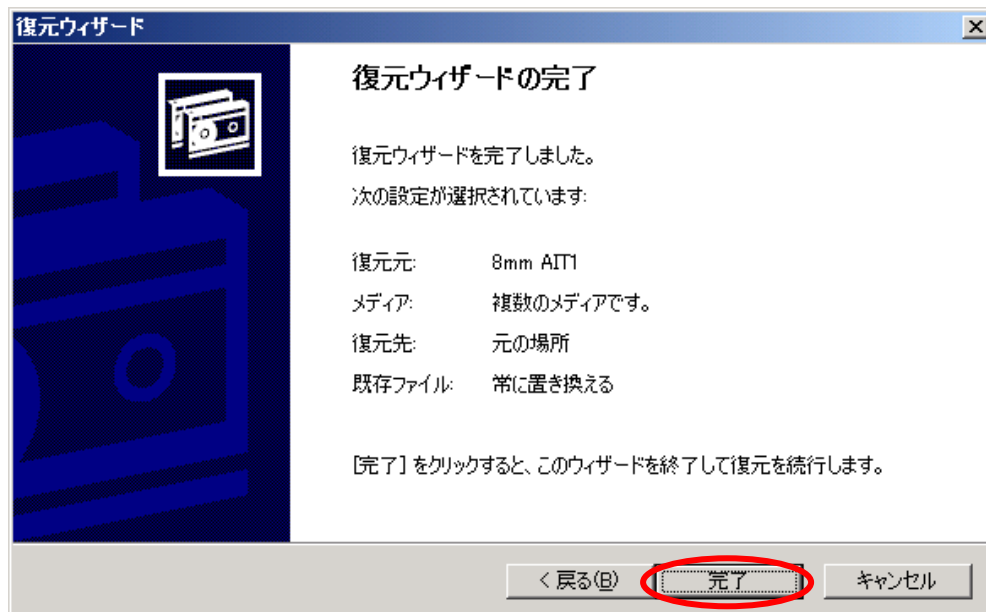 復元ウィザード
復元ウィザードの完了
復元ウィザードを完了しました。
次の設定が選択されています:
復元元: 8mm AIT1
メディア: 複数のメディアです。
復元先: 元の場所
既存ファイル: 常に置き換える
[完了] をクリックすると、このウィザードを終了して復元を続行します。
< 戻る(B) 完了 キャンセル